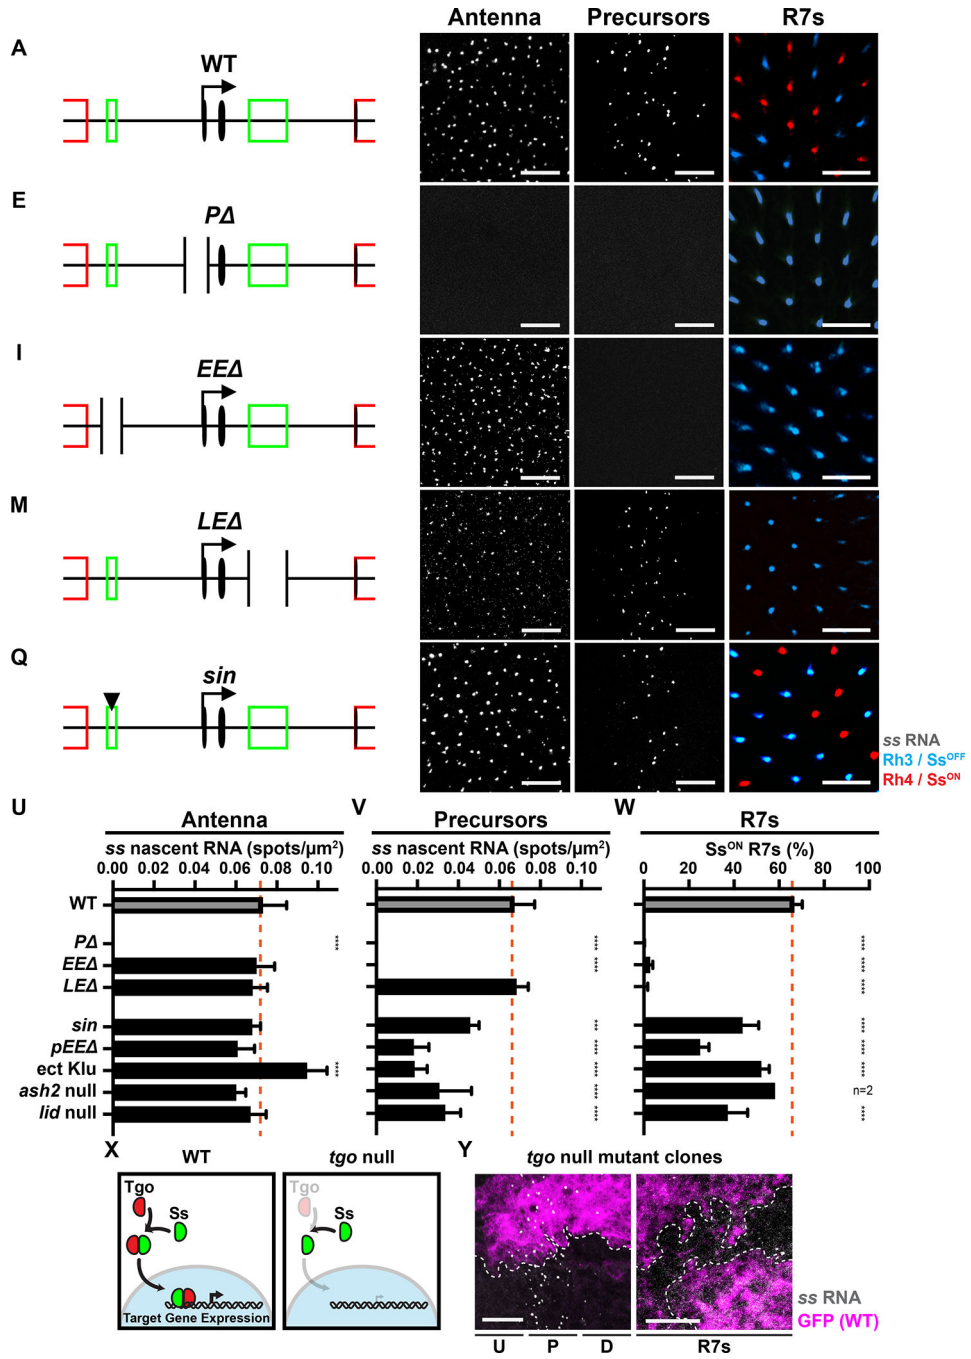 Antenna Precursors R7s
A
WT
E
PΔ
I
EEΔ
M
LEΔ
Q
sin
ss RNA
Rh3 / Ss^OFF
Rh4 / Ss^ON
U Antenna
ss nascent RNA (spots/µm²)
0.00 0.02 0.04 0.06 0.08 0.10
V Precursors
ss nascent RNA (spots/µm²)
0.00 0.02 0.04 0.06 0.08 0.10
W R7s
Ss^ON R7s (%)
0 20 40 60 80 100
WT
PΔ **** **** ****
EEΔ **** ****
LEΔ ****
sin *** ****
pEEΔ **** ****
ect Klu **** **** ****
ash2 null **** n=2
lid null **** ****
X WT tgo null
Tgo
Ss
Target Gene Expression
Tgo
Ss
Y tgo null mutant clones
ss RNA
GFP (WT)
U P D R7s